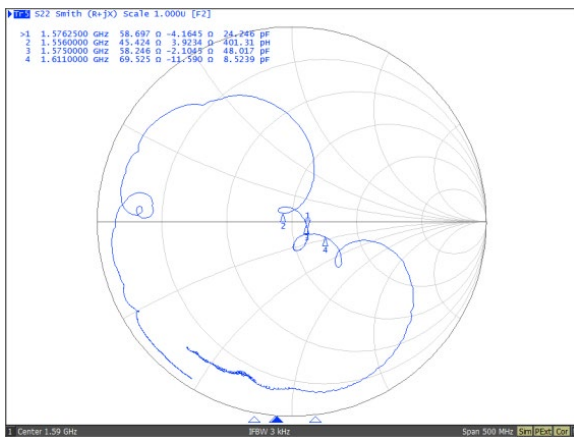 Tr3 S22 Smith (R+jX) Scale 1.000U [F2]
>1 1.5762500 GHz 58.697 Ω -4.1645 Ω 24.246 pF
2 1.5560000 GHz 45.424 Ω 3.9234 Ω 401.31 pH
3 1.5750000 GHz 58.246 Ω -2.1045 Ω 48.017 pF
4 1.6110000 GHz 69.525 Ω -11.590 Ω 8.5239 pF
1
2
3
4
1 Center 1.59 GHz IFBW 3 kHz Span 500 MHz Sim PExt Cor